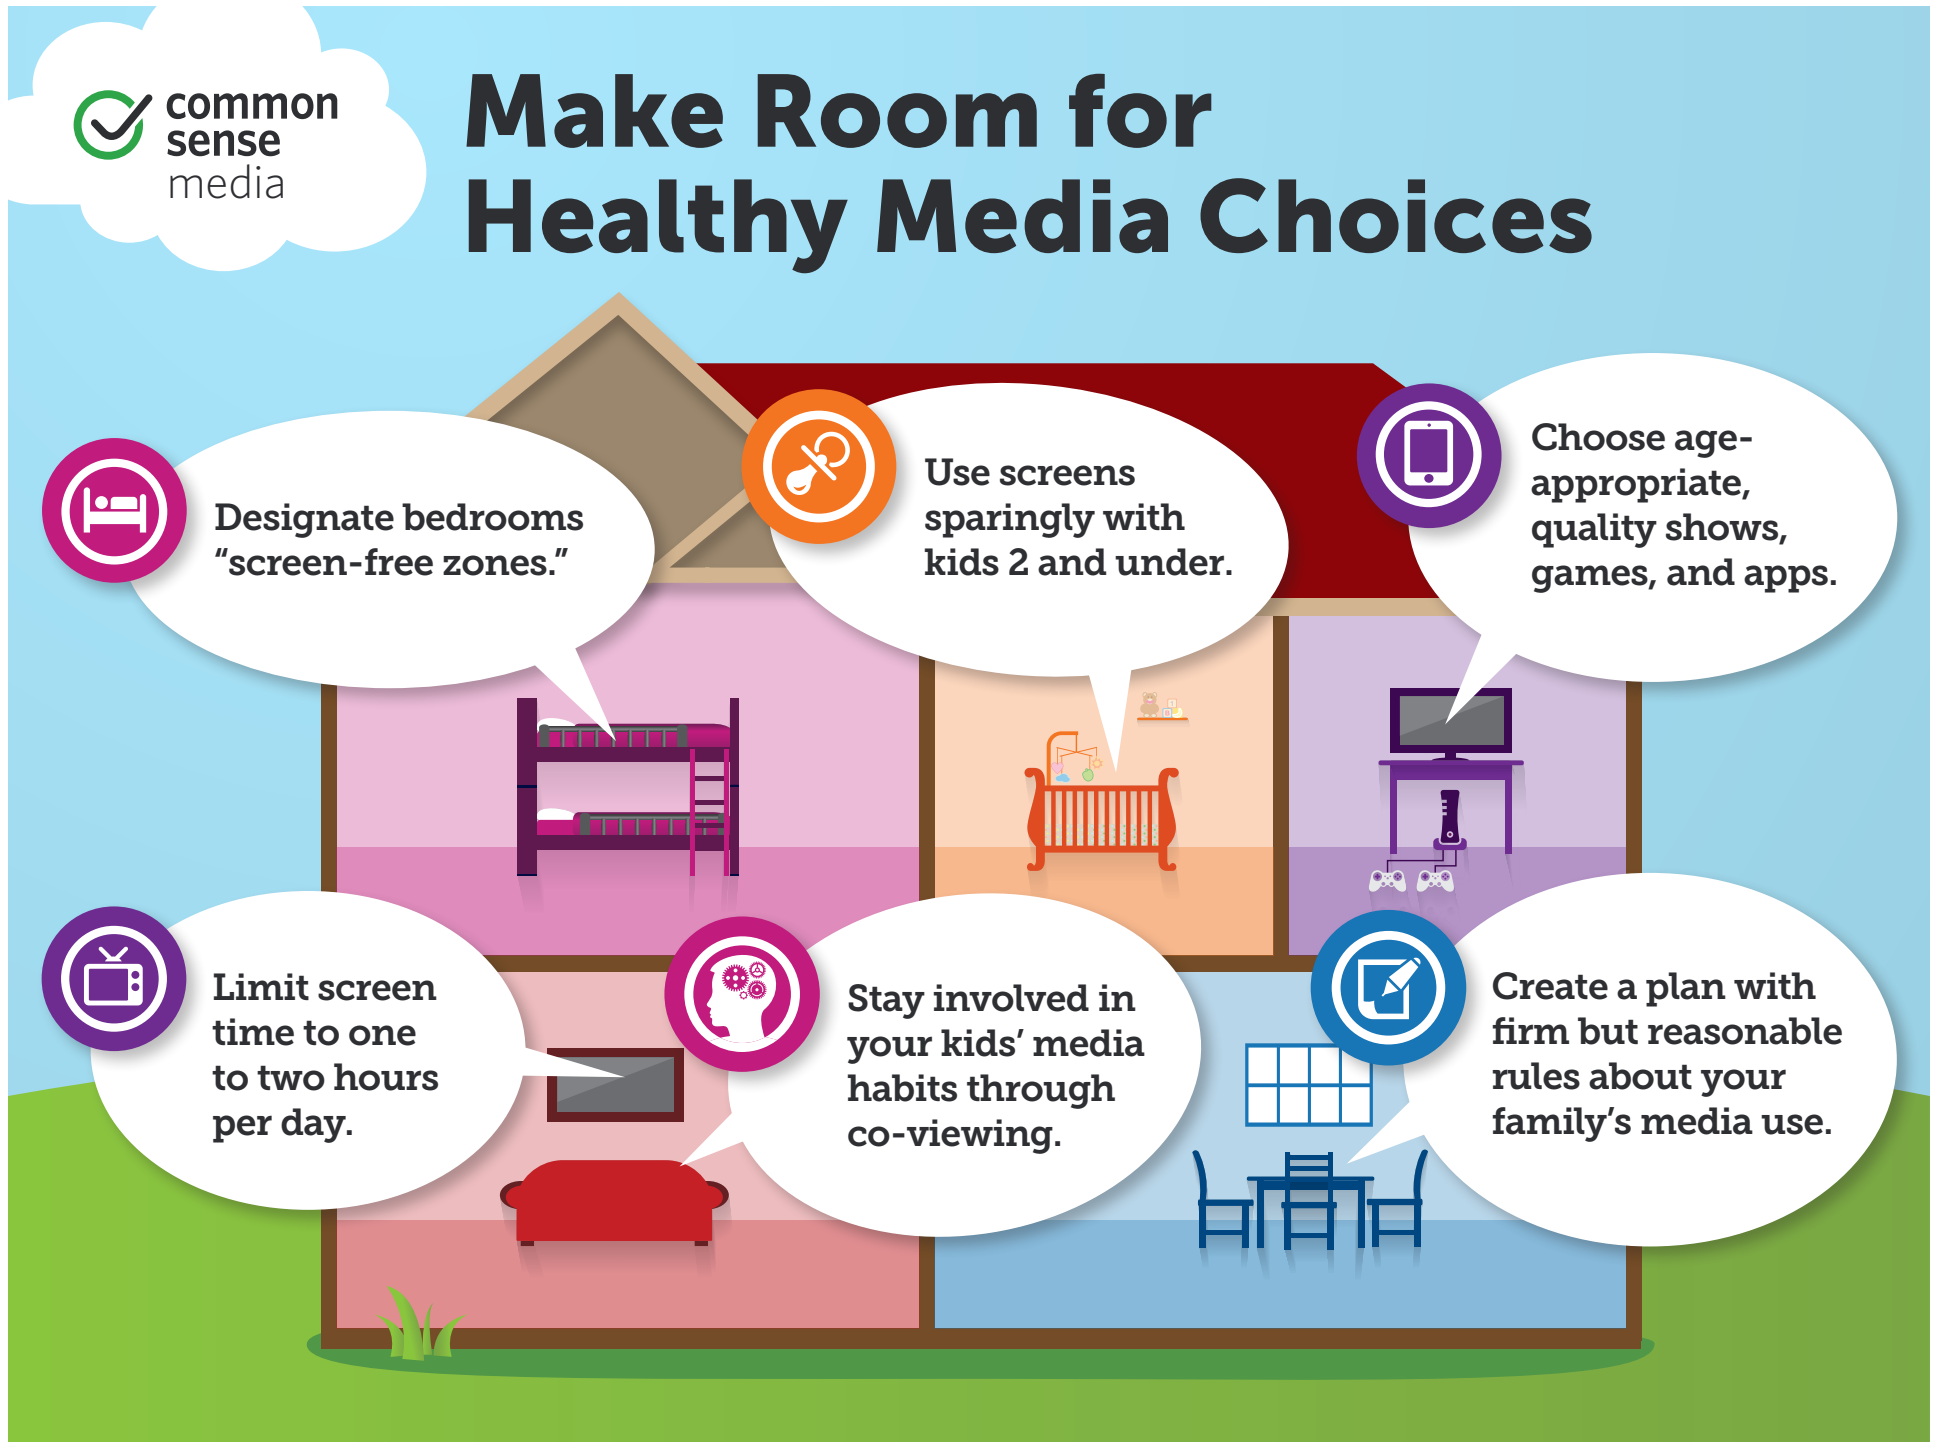 common
sense
media
Make Room for
Healthy Media Choices
Designate bedrooms
“screen-free zones.”
Use screens
sparingly with
kids 2 and under.
Choose age-
appropriate,
quality shows,
games, and apps.
Limit screen
time to one
to two hours
per day.
Stay involved in
your kids’ media
habits through
co-viewing.
Create a plan with
firm but reasonable
rules about your
family’s media use.